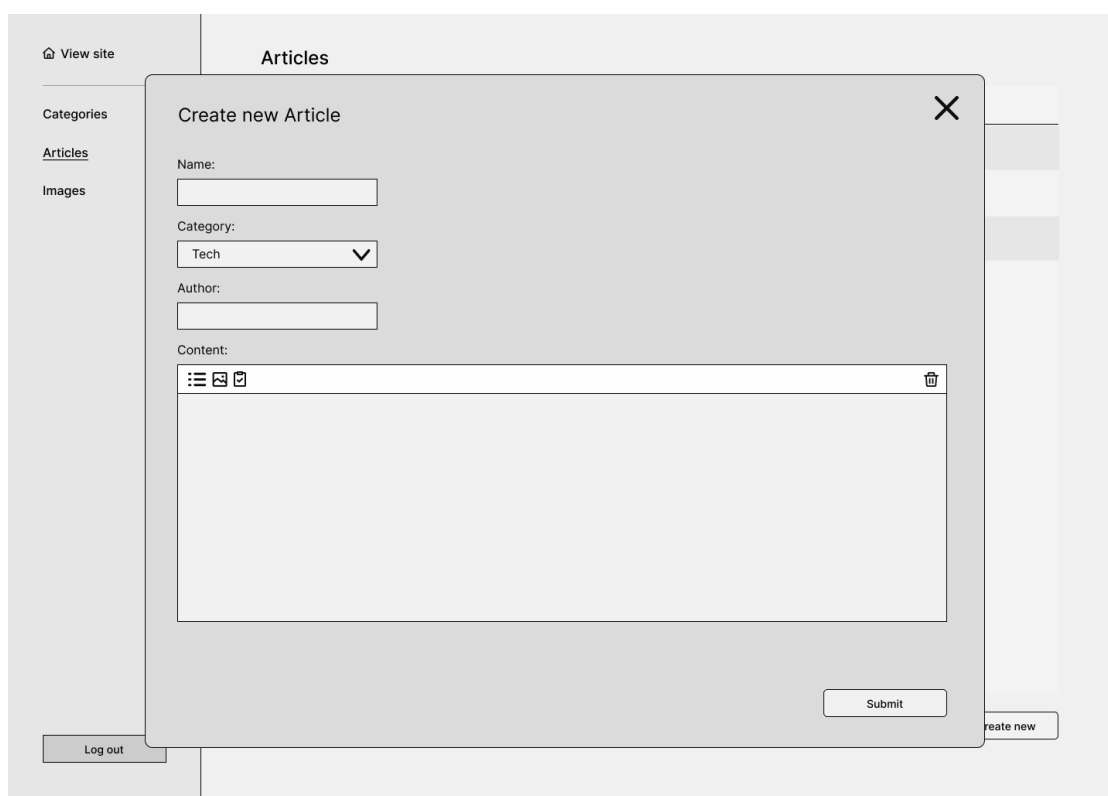 View site
Articles
Categories
Articles
Images
Create new Article
Name:
Category:
Tech
Author:
Content:
Submit
reate new
Log out